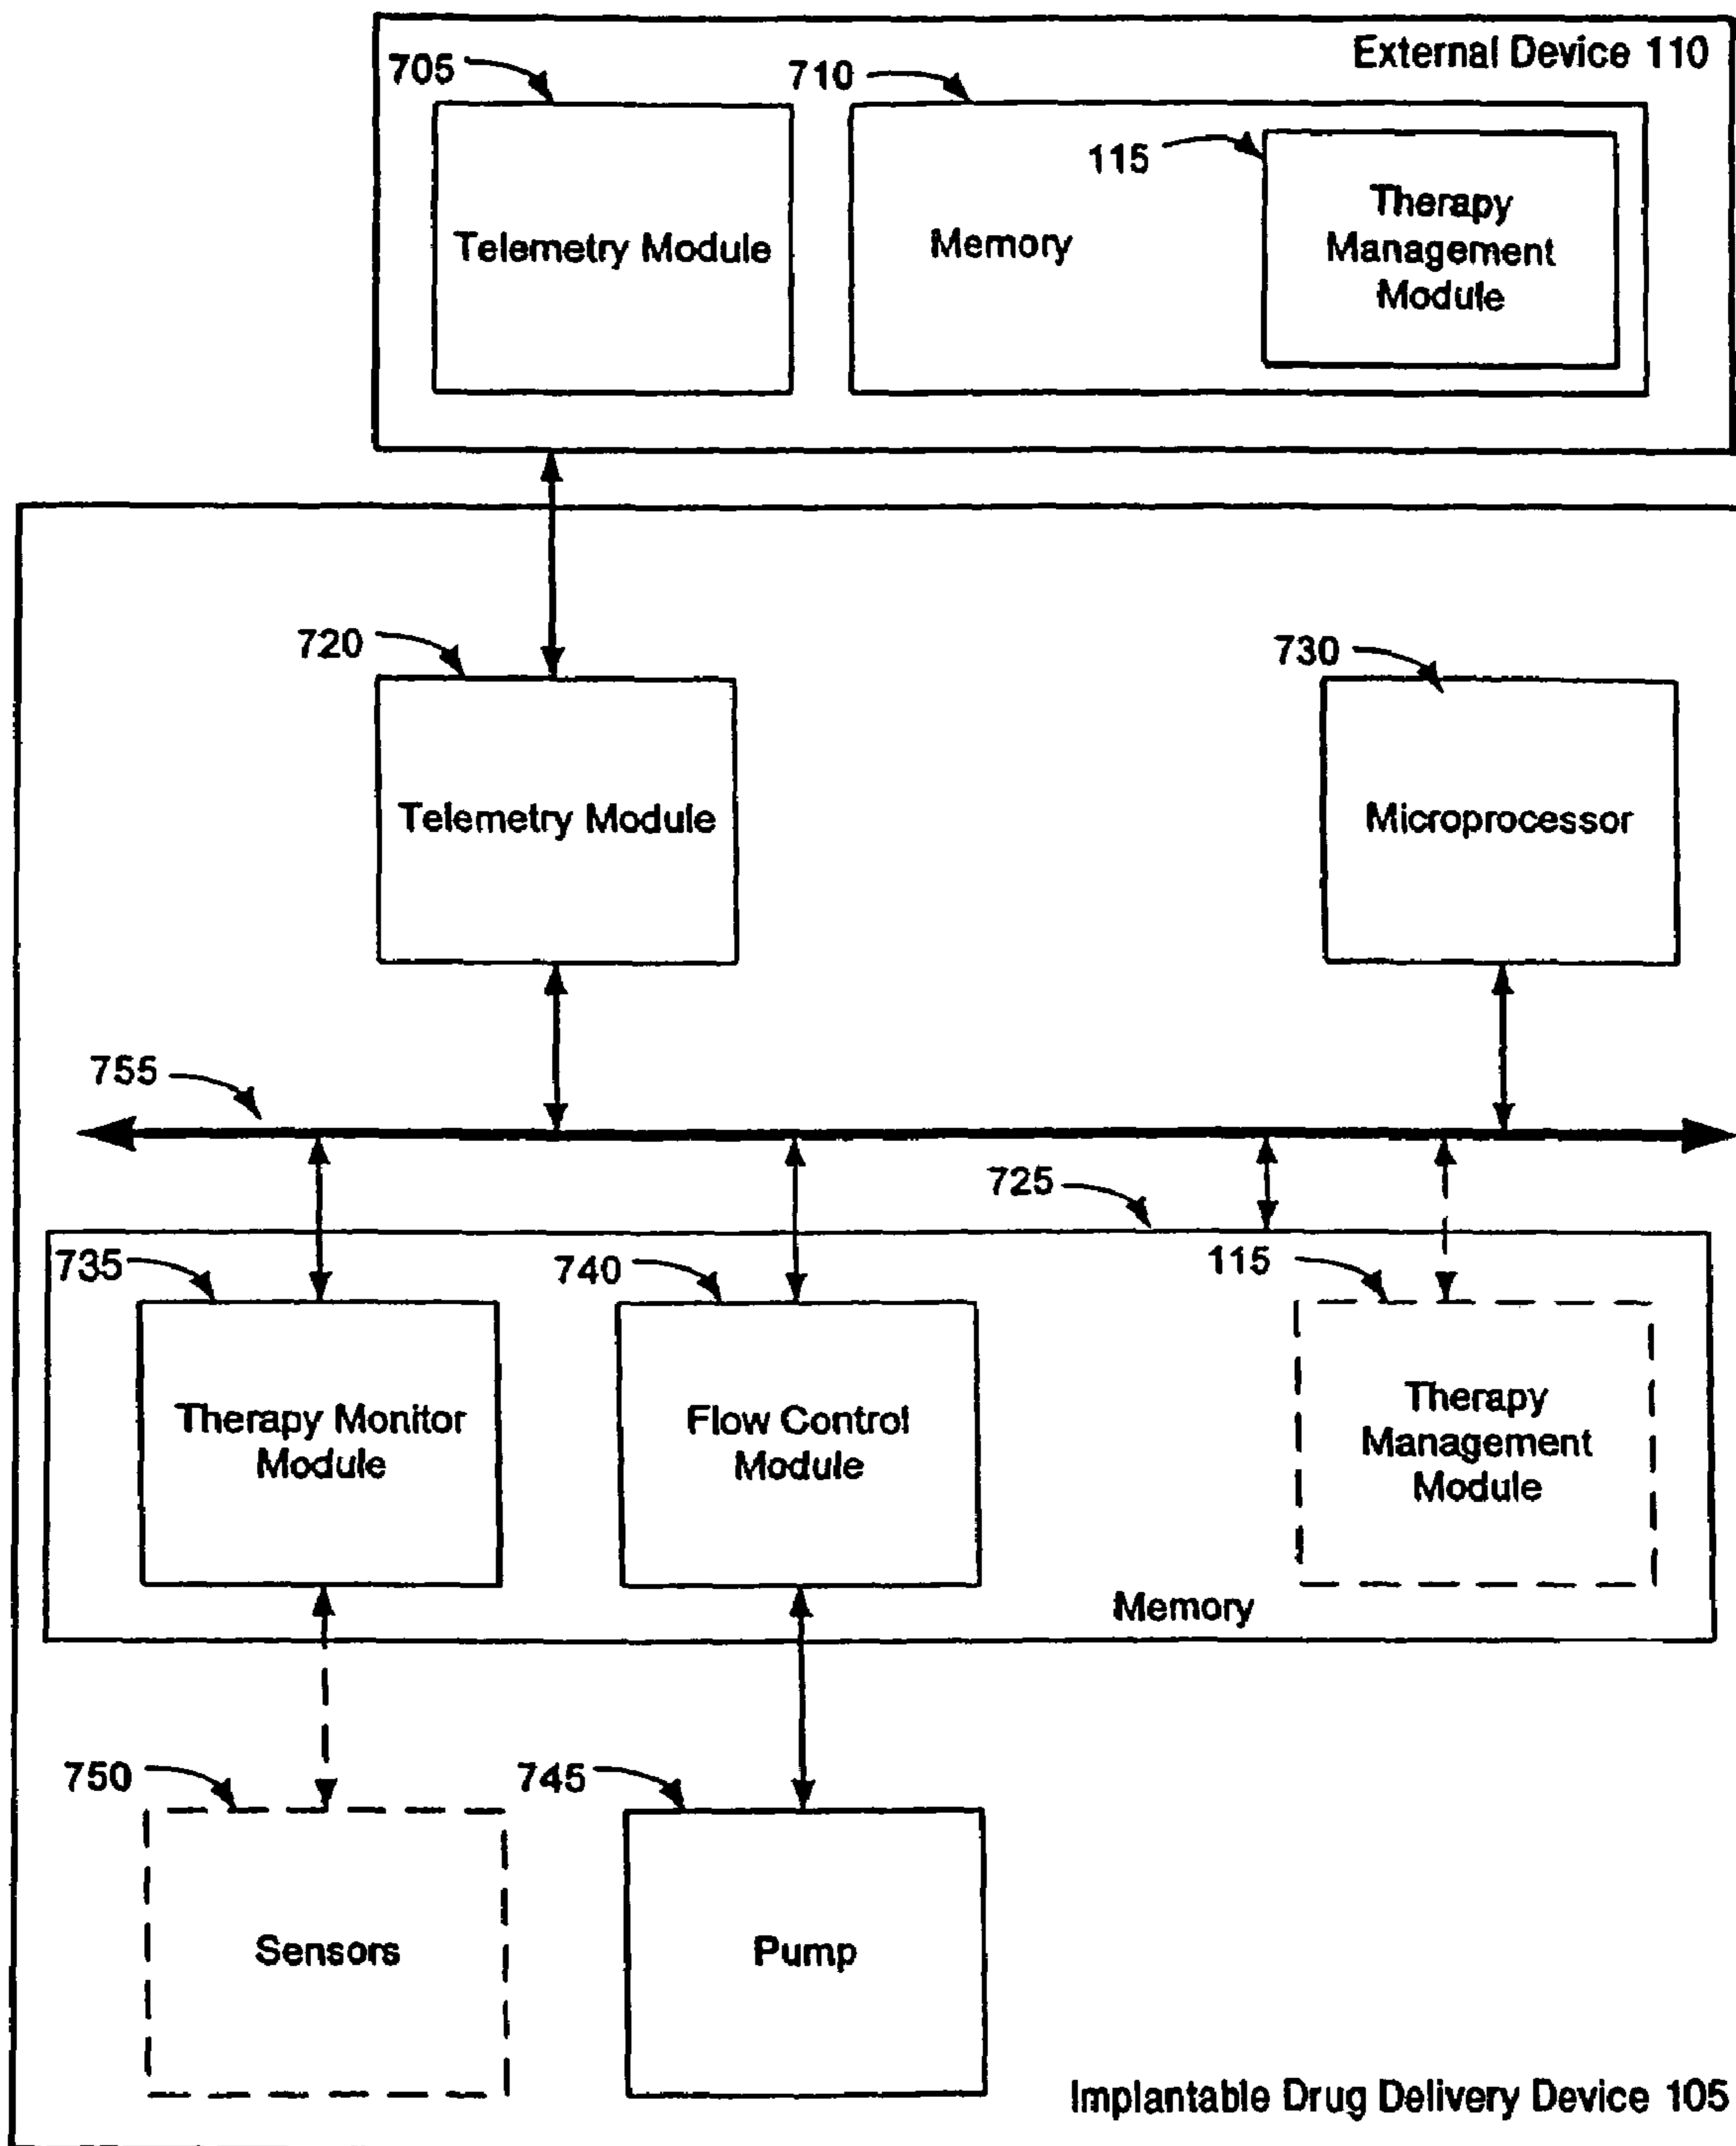 External Device 110
705
710
115
Telemetry Module
Memory
Therapy
Management
Module
720
730
Telemetry Module
Microprocessor
755
725
735
740
115
Therapy Monitor
Module
Flow Control
Module
Therapy
Management
Module
Memory
750
745
Sensors
Pump
Implantable Drug Delivery Device 105